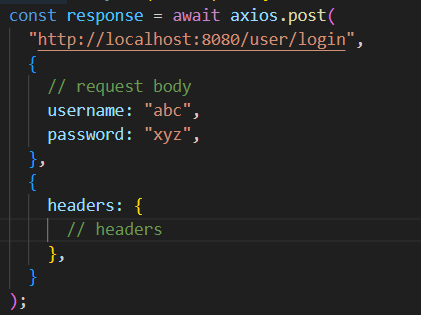 const response = await axios.post(
"http://localhost:8080/user/login",
{
// request body
username: "abc",
password: "xyz",
},
{
headers: {
// headers
},
}
);